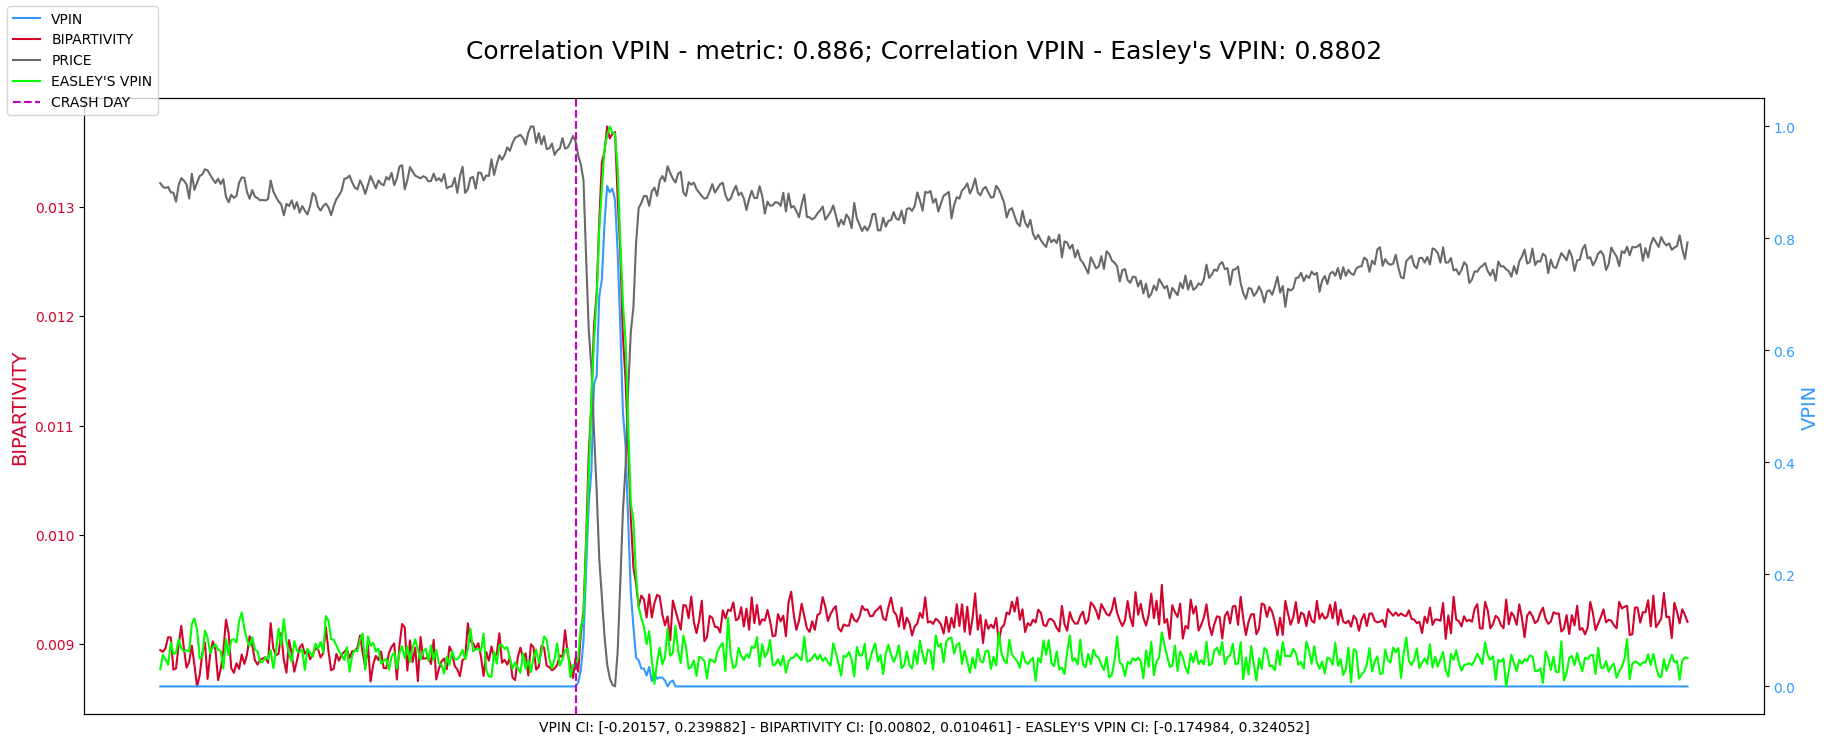 VPIN
BIPARTIVITY
PRICE
EASLEY'S VPIN
CRASH DAY
Correlation VPIN - metric: 0.886; Correlation VPIN - Easley's VPIN: 0.8802
BIPARTIVITY
0.013
0.012
0.011
0.010
0.009
1.0
0.8
0.6
0.4
0.2
0.0
VPIN
VPIN CI: [-0.20157, 0.239882] - BIPARTIVITY CI: [0.00802, 0.010461] - EASLEY'S VPIN CI: [-0.174984, 0.324052]